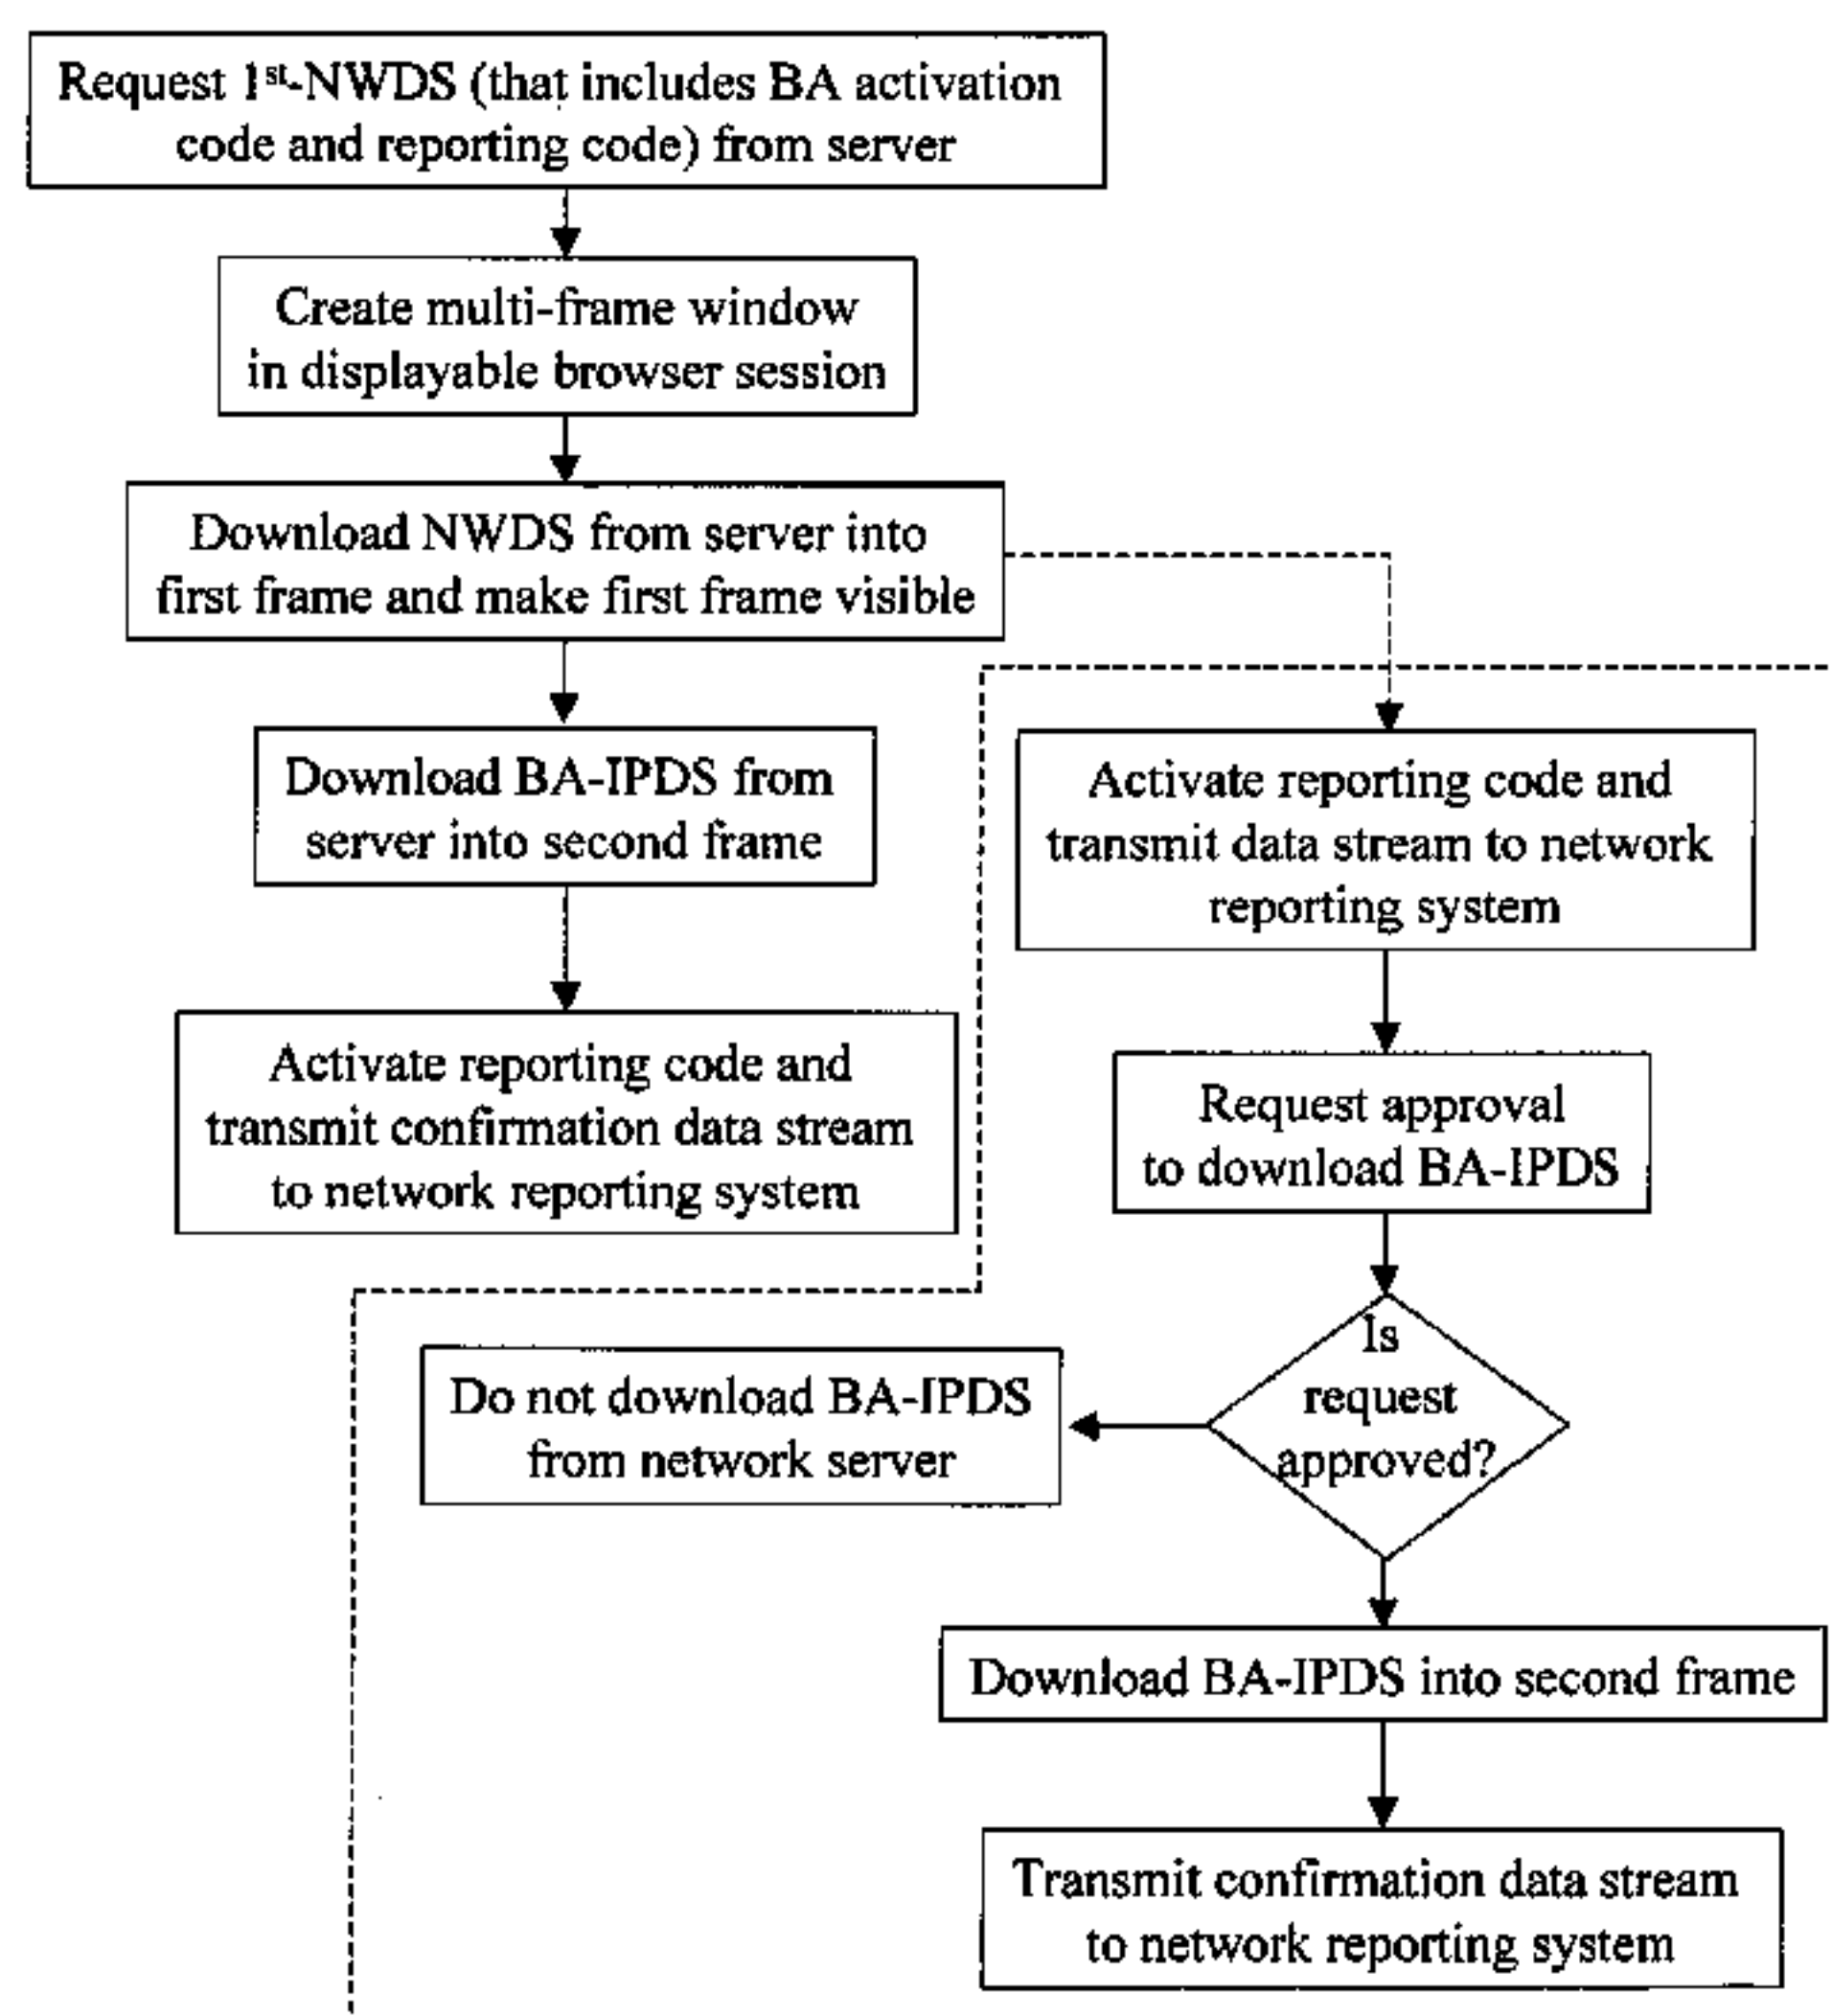 Request 1st-NWDS (that includes BA activation
code and reporting code) from server
Create multi-frame window
in displayable browser session
Download NWDS from server into
first frame and make first frame visible
Download BA-IPDS from
server into second frame
Activate reporting code and
transmit confirmation data stream
to network reporting system
Activate reporting code and
transmit data stream to network
reporting system
Request approval
to download BA-IPDS
Is
request
approved?
Do not download BA-IPDS
from network server
Download BA-IPDS into second frame
Transmit confirmation data stream
to network reporting system